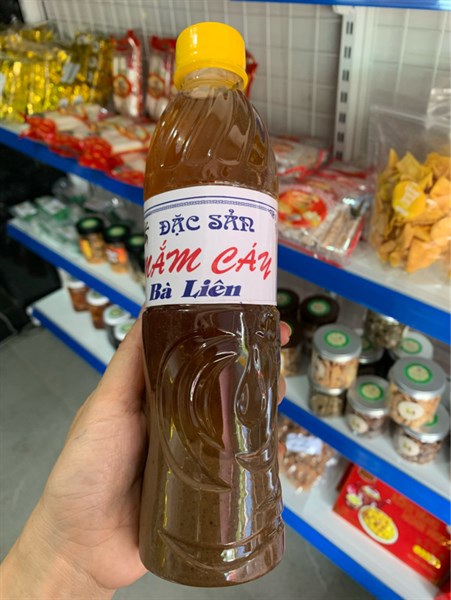 ĐẶC SẢN
MẮM CÁY
Bà Liên